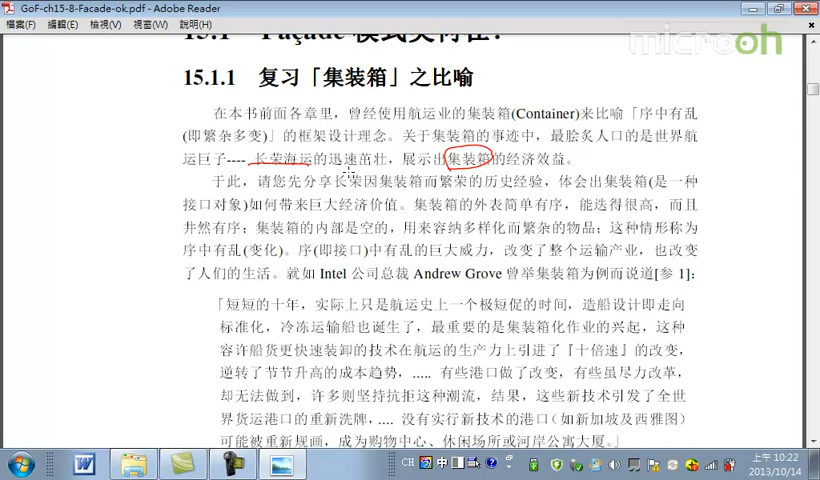 GoF-ch15-8-Facade-ok.pdf - Adobe Reader
檔案(F) 編輯(E) 檢視(V) 視窗(W) 說明(H)
microoh
15.1.1 复习「集装箱」之比喻
在本书前面各章里，曾经使用航运业的集装箱(Container)来比喻「序中有乱
(即繁杂多变)」的框架设计理念。关于集装箱的事迹中，最脍炙人口的是世界航
运巨子----长荣海运的迅速茁壮，展示出集装箱的经济效益。
于此，请您先分享长荣因集装箱而繁荣的历史经验，体会出集装箱(是一种
接口对象)如何带来巨大经济价值。集装箱的外表简单有序，能迭得很高，而且
井然有序；集装箱的内部是空的，用来容纳多样化而繁杂的物品；这种情形称为
序中有乱(变化)。序(即接口)中有乱的巨大威力，改变了整个运输产业，也改变
了人们的生活。就如 Intel 公司总裁 Andrew Grove 曾举集装箱为例而说道[参 1]：
「短短的十年，实际上只是航运史上一个极短促的时间，造船设计即走向
标准化，冷冻运输船也诞生了，最重要的是集装箱化作业的兴起，这种
容许船货更快速装卸的技术在航运的生产力上引进了『十倍速』的改变，
逆转了节节升高的成本趋势，..... 有些港口做了改变，有些虽尽力改革，
却无法做到，许多则坚持抗拒这种潮流，结果，这些新技术引发了全世
界货运港口的重新洗牌，.... 没有实行新技术的港口（如新加坡及西雅图）
可能被重新规画，成为购物中心、休闲场所或河岸公寓大厦。」
CH 中 上午 10:22
2013/10/14